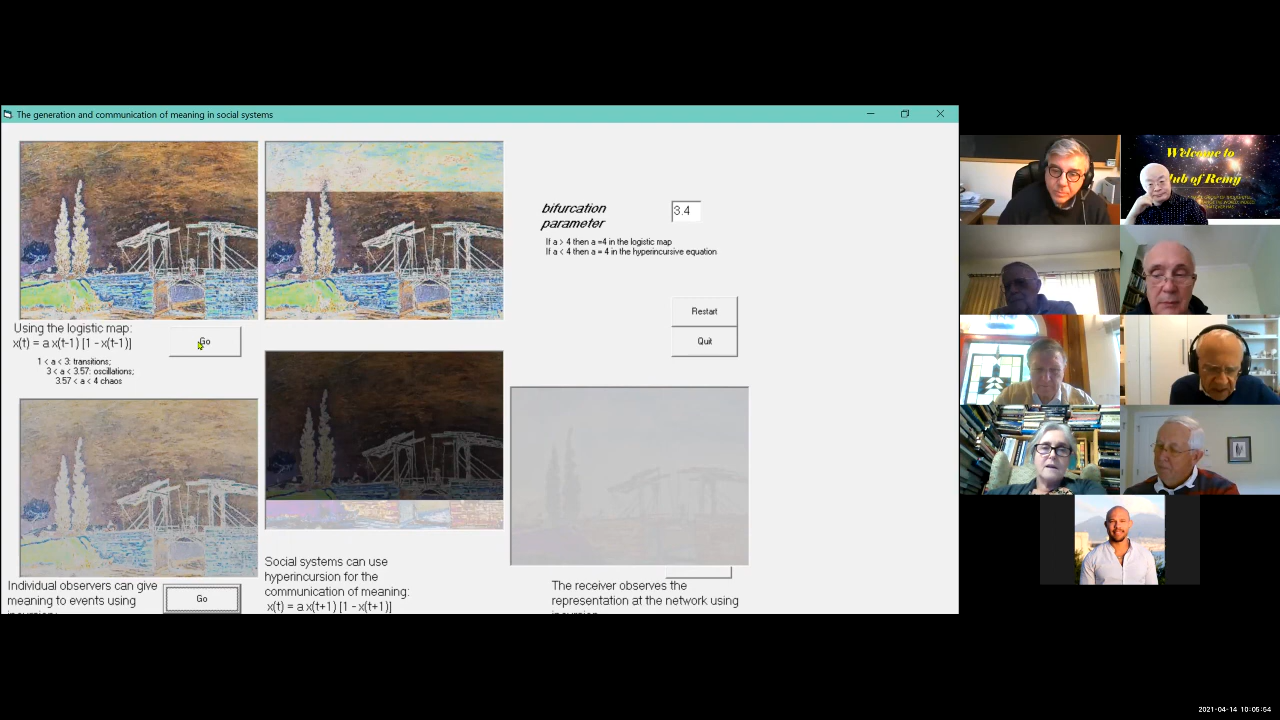 The generation and communication of meaning in social systems
Using the logistic map:
x(t) = a x(t-1) [1 - x(t-1)]
1 < a < 3: transitions;
3 < a < 3.57: oscillations;
3.57 < a < 4 chaos
Go
bifurcation
parameter
3.4
If a > 4 then a =4 in the logistic map
If a < 4 then a = 4 in the hyperincursive equation
Restart
Quit
Individual observers can give
meaning to events using
Go
Social systems can use
hyperincursion for the
communication of meaning:
x(t) = a x(t+1) [1 - x(t+1)]
The receiver observes the
representation at the network using
Welcome to
lub of Remy
2021-04-14 10:05:54